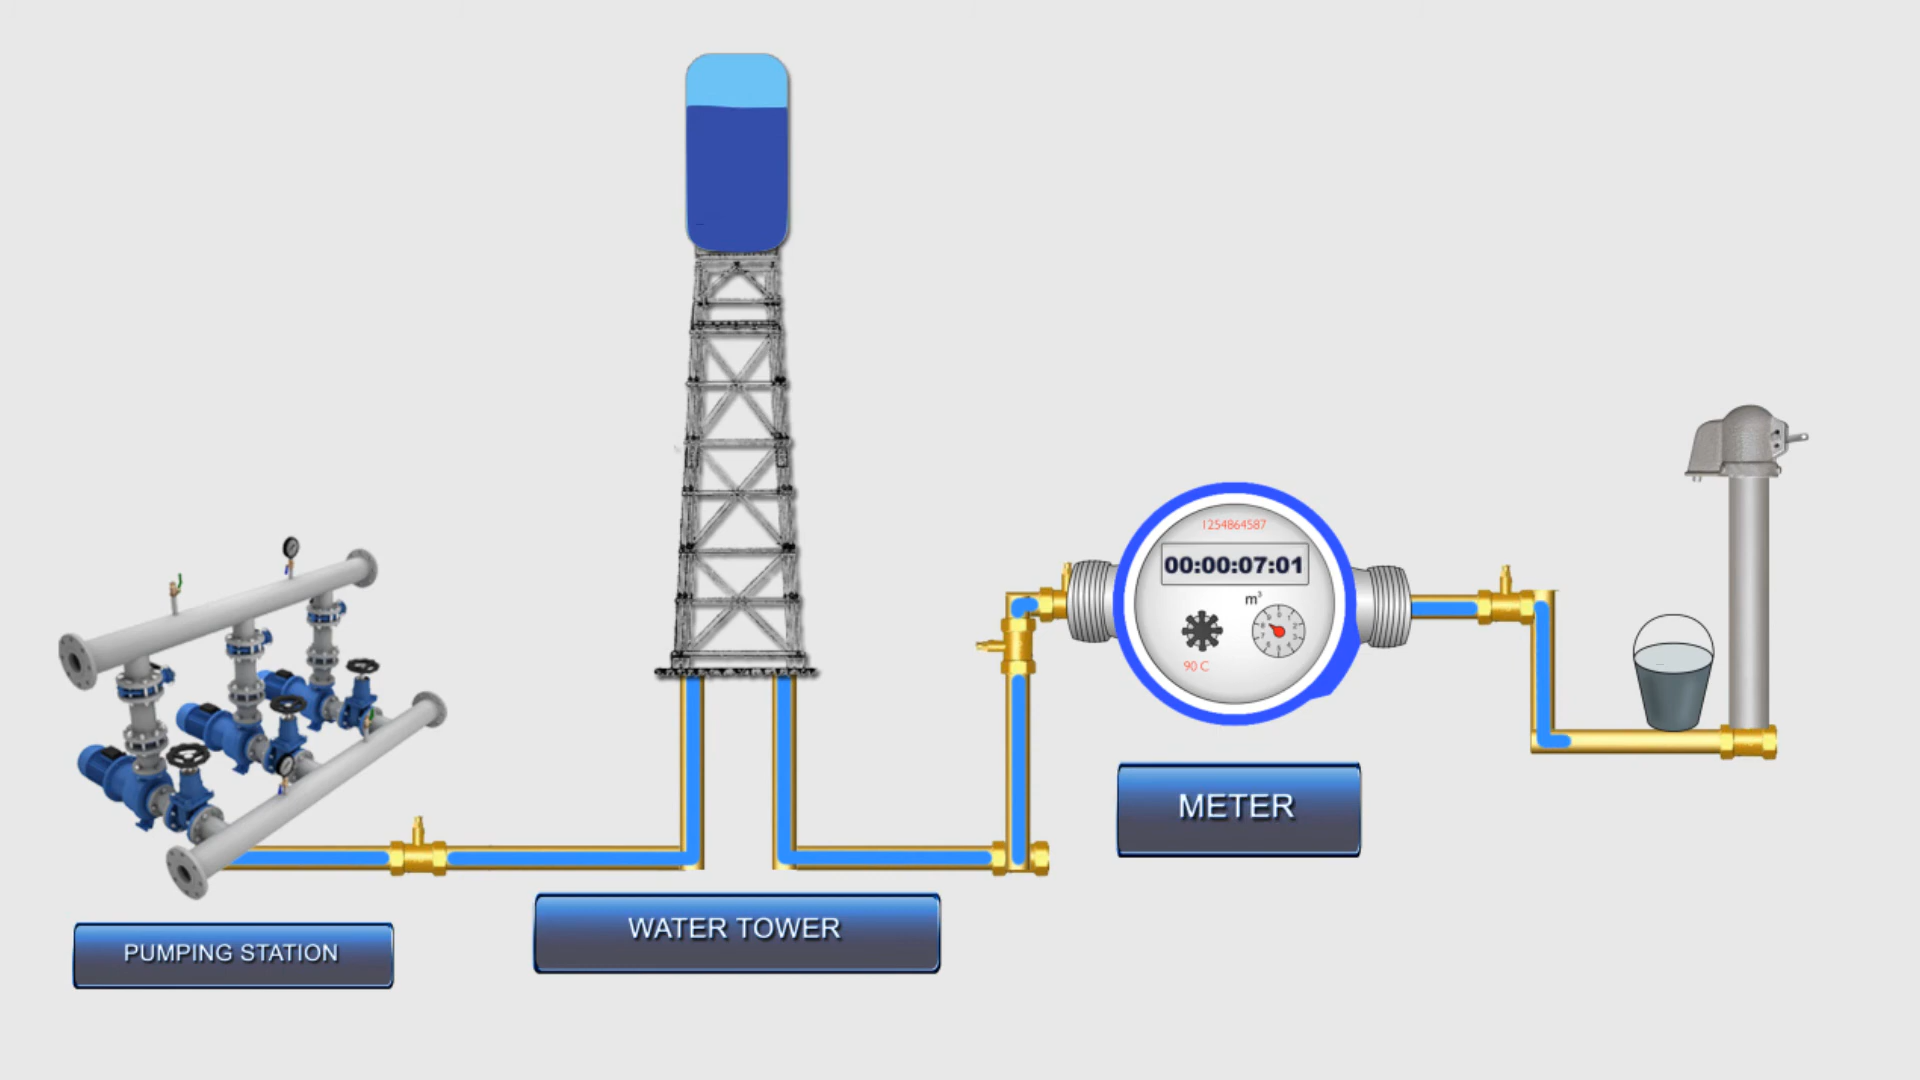 1254864587
00:00:07:01
m³
90 C
METER
WATER TOWER
PUMPING STATION